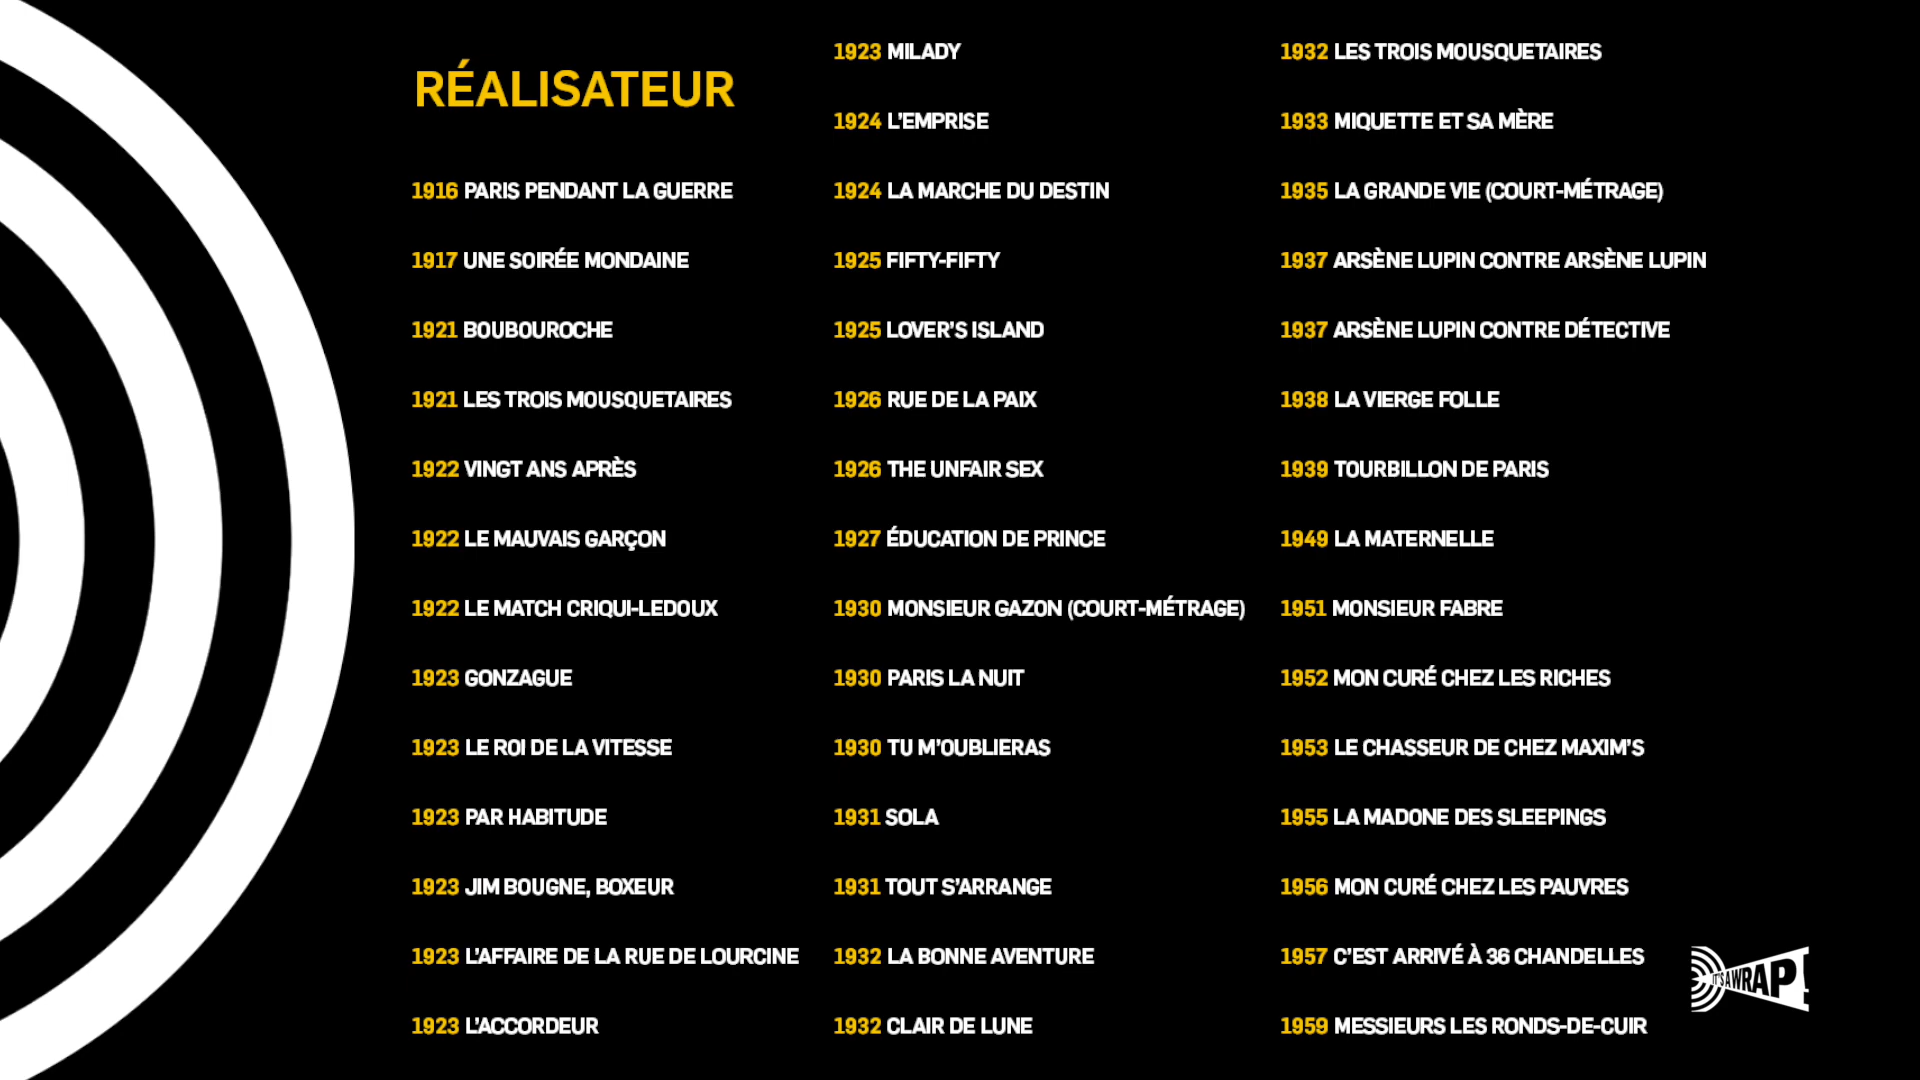 RÉALISATEUR
1916 PARIS PENDANT LA GUERRE
1917 UNE SOIRÉE MONDAINE
1921 BOUBOUROCHE
1921 LES TROIS MOUSQUETAIRES
1922 VINGT ANS APRÈS
1922 LE MAUVAIS GARÇON
1922 LE MATCH CRIQUI-LEDOUX
1923 GONZAGUE
1923 LE ROI DE LA VITESSE
1923 PAR HABITUDE
1923 JIM BOUGNE, BOXEUR
1923 L'AFFAIRE DE LA RUE DE LOURCINE
1923 L'ACCORDEUR
1923 MILADY
1924 L'EMPRISE
1924 LA MARCHE DU DESTIN
1925 FIFTY-FIFTY
1925 LOVER'S ISLAND
1926 RUE DE LA PAIX
1926 THE UNFAIR SEX
1927 ÉDUCATION DE PRINCE
1930 MONSIEUR GAZON (COURT-MÉTRAGE)
1930 PARIS LA NUIT
1930 TU M'OUBLIERAS
1931 SOLA
1931 TOUT S'ARRANGE
1932 LA BONNE AVENTURE
1932 CLAIR DE LUNE
1932 LES TROIS MOUSQUETAIRES
1933 MIQUETTE ET SA MÈRE
1935 LA GRANDE VIE (COURT-MÉTRAGE)
1937 ARSÈNE LUPIN CONTRE ARSÈNE LUPIN
1937 ARSÈNE LUPIN CONTRE DÉTECTIVE
1938 LA VIERGE FOLLE
1939 TOURBILLON DE PARIS
1949 LA MATERNELLE
1951 MONSIEUR FABRE
1952 MON CURÉ CHEZ LES RICHES
1953 LE CHASSEUR DE CHEZ MAXIM'S
1955 LA MADONE DES SLEEPINGS
1956 MON CURÉ CHEZ LES PAUVRES
1957 C'EST ARRIVÉ À 36 CHANDELLES
1959 MESSIEURS LES RONDS-DE-CUIR
IT'S A WRAP!